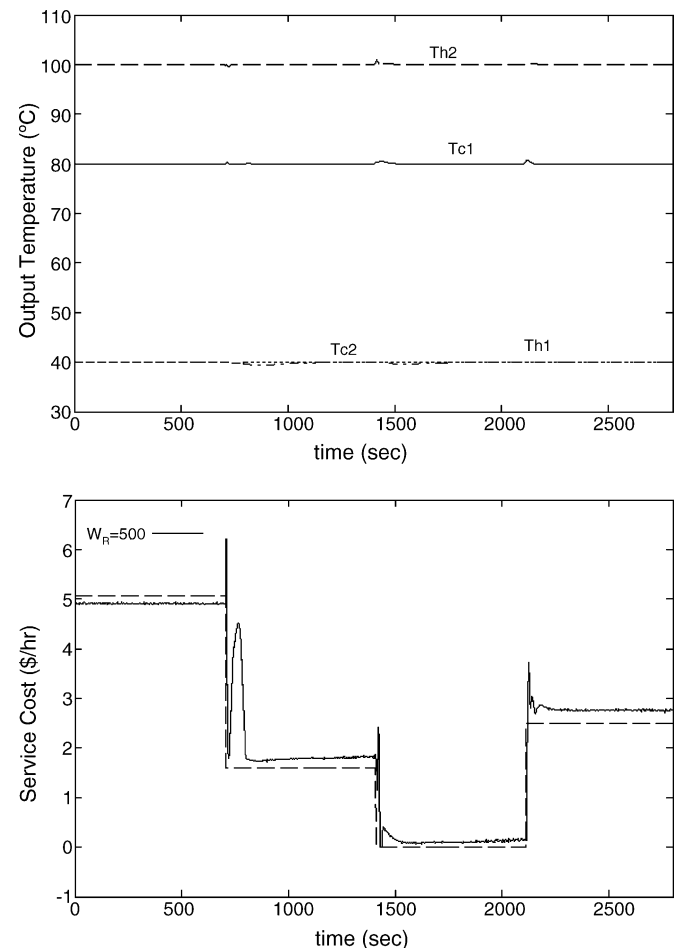 110
100
90
80
70
60
50
40
30
Output Temperature (ºC)
Th2
Tc1
Tc2
Th1
0 500 1000 1500 2000 2500
time (sec)
7
6
5
4
3
2
1
0
-1
Service Cost ($/hr)
W_R=500
0 500 1000 1500 2000 2500
time (sec)